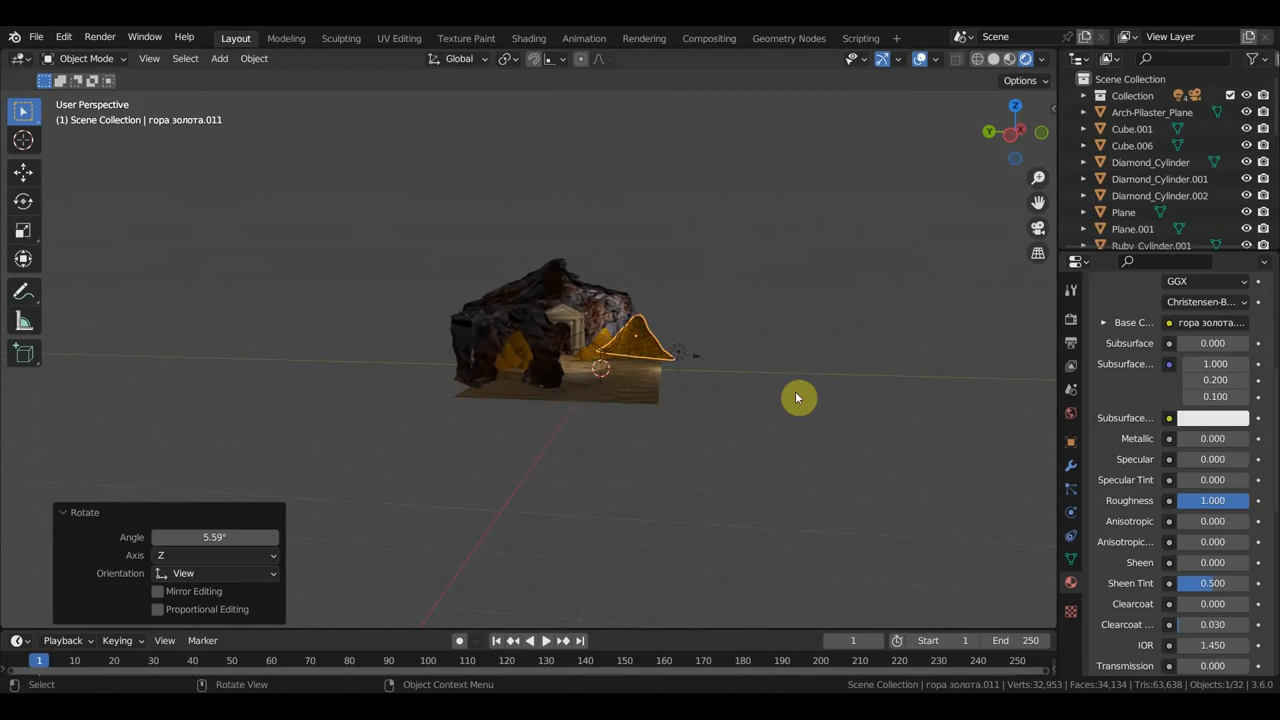 File Edit Render Window Help Layout Modeling Sculpting UV Editing Texture Paint Shading Animation Rendering Compositing Geometry Nodes Scripting + Scene View Layer
Object Mode View Select Add Object Global
Options
User Perspective
(1) Scene Collection | гора золота.011
Z
Y
X
Scene Collection
Collection 4
Arch-Pilaster_Plane
Cube.001
Cube.006
Diamond_Cylinder
Diamond_Cylinder.001
Diamond_Cylinder.002
Plane
Plane.001
Ruby_Cylinder.001
GGX
Christensen-B...
Base C... гора золота....
Subsurface 0.000
Subsurface... 1.000
0.200
0.100
Subsurface...
Metallic 0.000
Specular 0.000
Specular Tint 0.000
Roughness 1.000
Anisotropic 0.000
Anisotropic... 0.000
Sheen 0.000
Sheen Tint 0.500
Clearcoat 0.000
Clearcoat ... 0.030
IOR 1.450
Transmission 0.000
Rotate
Angle 5.59°
Axis Z
Orientation View
Mirror Editing
Proportional Editing
Playback Keying View Marker 1 Start 1 End 250
1 10 20 30 40 50 60 70 80 90 100 110 120 130 140 150 160 170 180 190 200 210 220 230 240 250
Select Rotate View Object Context Menu Scene Collection | гора золота.011 | Verts:32,953 | Faces:34,134 | Tris:63,638 | Objects:1/32 | 3.6.0